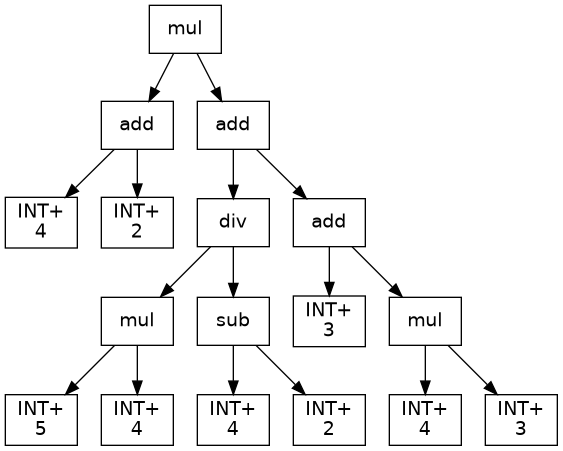 mul
add
add
INT+
4
INT+
2
div
add
mul
sub
INT+
3
mul
INT+
5
INT+
4
INT+
4
INT+
2
INT+
4
INT+
3